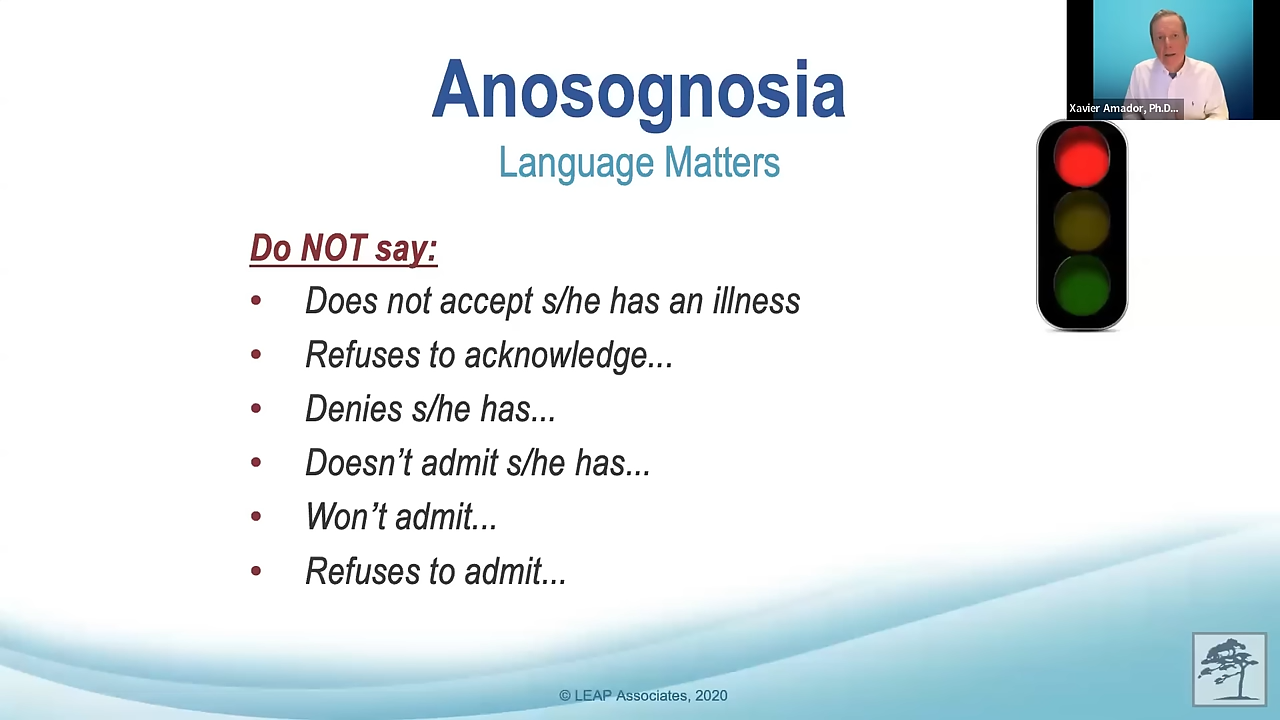 Xavier Amador, Ph.D...
Anosognosia
Language Matters
Do NOT say:
• Does not accept s/he has an illness
• Refuses to acknowledge...
• Denies s/he has...
• Doesn’t admit s/he has...
• Won’t admit...
• Refuses to admit...
© LEAP Associates, 2020